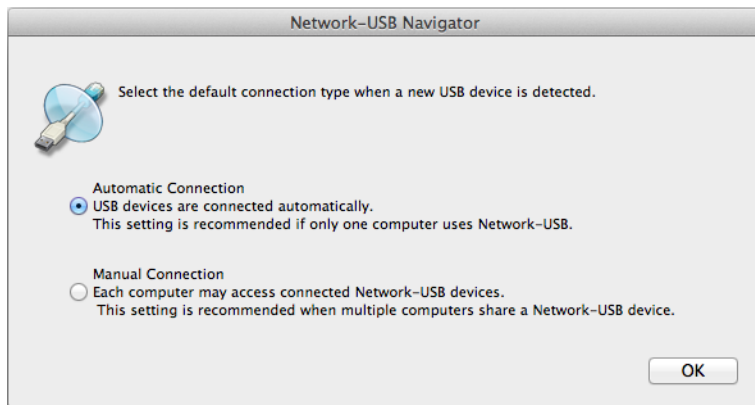 Network-USB Navigator
Select the default connection type when a new USB device is detected.
Automatic Connection
USB devices are connected automatically.
This setting is recommended if only one computer uses Network-USB.
Manual Connection
Each computer may access connected Network-USB devices.
This setting is recommended when multiple computers share a Network-USB device.
OK